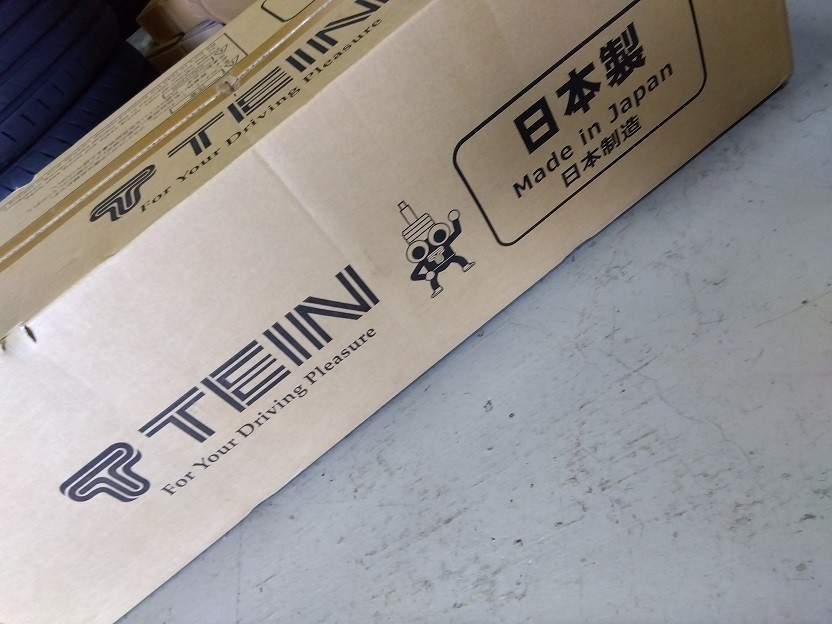 TEIN
For Your Driving Pleasure
日本製
Made in Japan
日本制造
TEIN
For Your Driving Pleasure